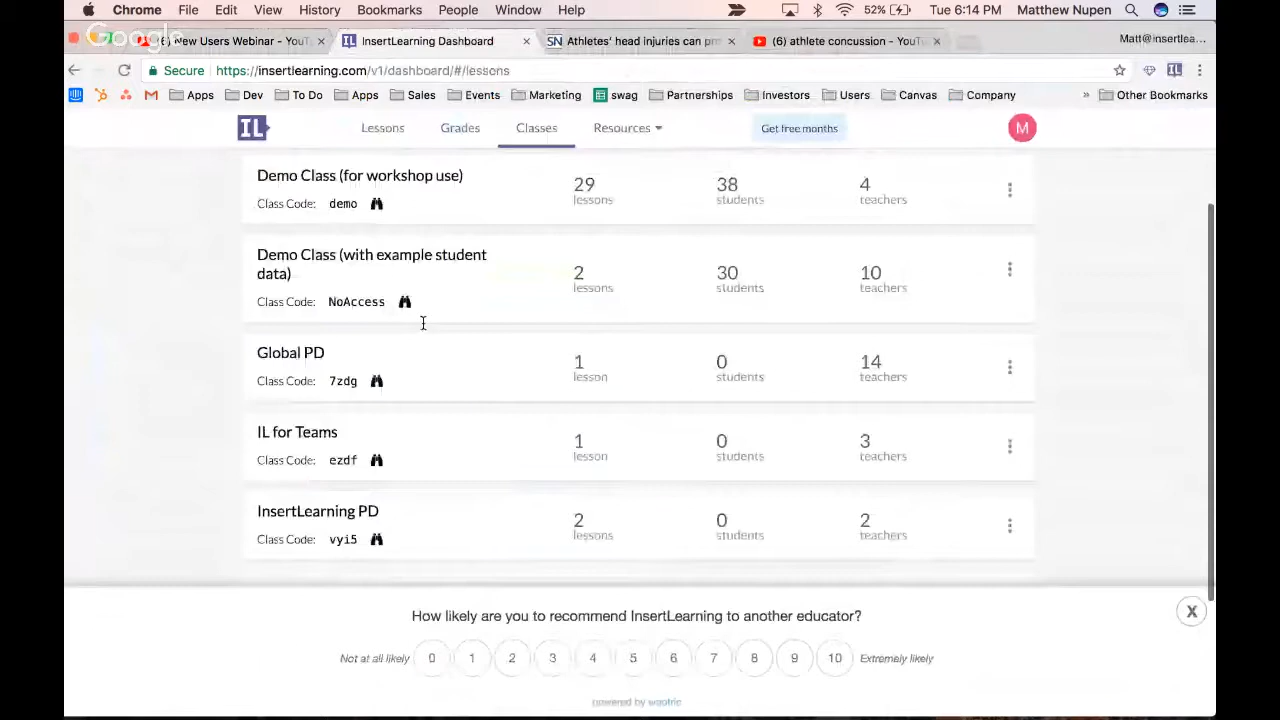 Chrome File Edit View History Bookmarks People Window Help 52% Tue 6:14 PM Matthew Nupen
Google
(6) New Users Webinar - YouTu × InsertLearning Dashboard × SN Athletes' head injuries can pr × (6) athlete concussion - YouTu × Matt@insertlea...
Secure https://insertlearning.com/v1/dashboard/#/lessons IL
Apps Dev To Do Apps Sales Events Marketing swag Partnerships Investors Users Canvas Company » Other Bookmarks
IL Lessons Grades Classes Resources Get free months M
Demo Class (for workshop use) 29 lessons 38 students 4 teachers
Class Code: demo
Demo Class (with example student
data) 2 lessons 30 students 10 teachers
Class Code: NoAccess
Global PD 1 lesson 0 students 14 teachers
Class Code: 7zdg
IL for Teams 1 lesson 0 students 3 teachers
Class Code: ezdf
InsertLearning PD 2 lessons 0 students 2 teachers
Class Code: vyi5
How likely are you to recommend InsertLearning to another educator? X
Not at all likely 0 1 2 3 4 5 6 7 8 9 10 Extremely likely
powered by wootric